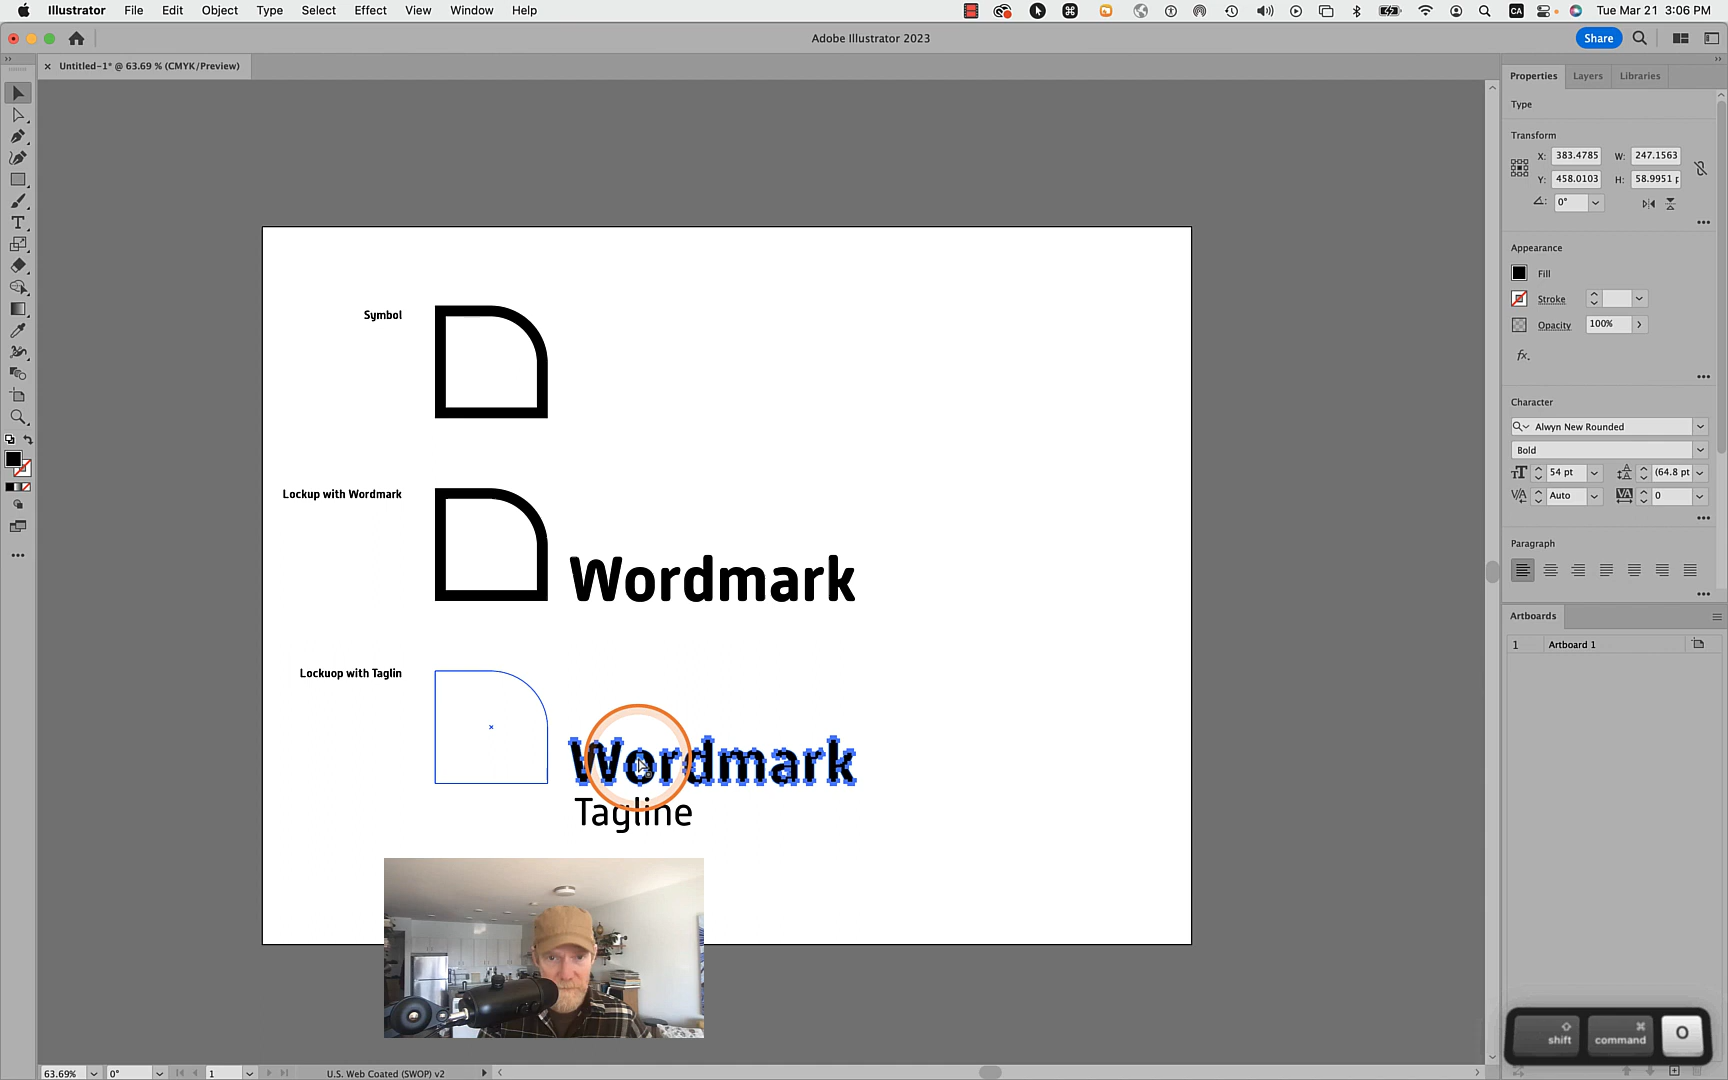 Illustrator File Edit Object Type Select Effect View Window Help
CA
Tue Mar 21 3:06 PM
Adobe Illustrator 2023
Share
Untitled-1* @ 63.69 % (CMYK/Preview)
Properties Layers Libraries
Type
Transform
X: 383.4785 W: 247.1563
Y: 458.0103 H: 58.9951 p
0°
Appearance
Fill
Stroke
Opacity 100%
fx.
Character
Alwyn New Rounded
Bold
54 pt (64.8 pt
Auto 0
Paragraph
Artboards
1 Artboard 1
Symbol
Lockup with Wordmark
Wordmark
Lockuop with Taglin
Wordmark
Tagline
shift command O
63.69% 0° 1 U.S. Web Coated (SWOP) v2